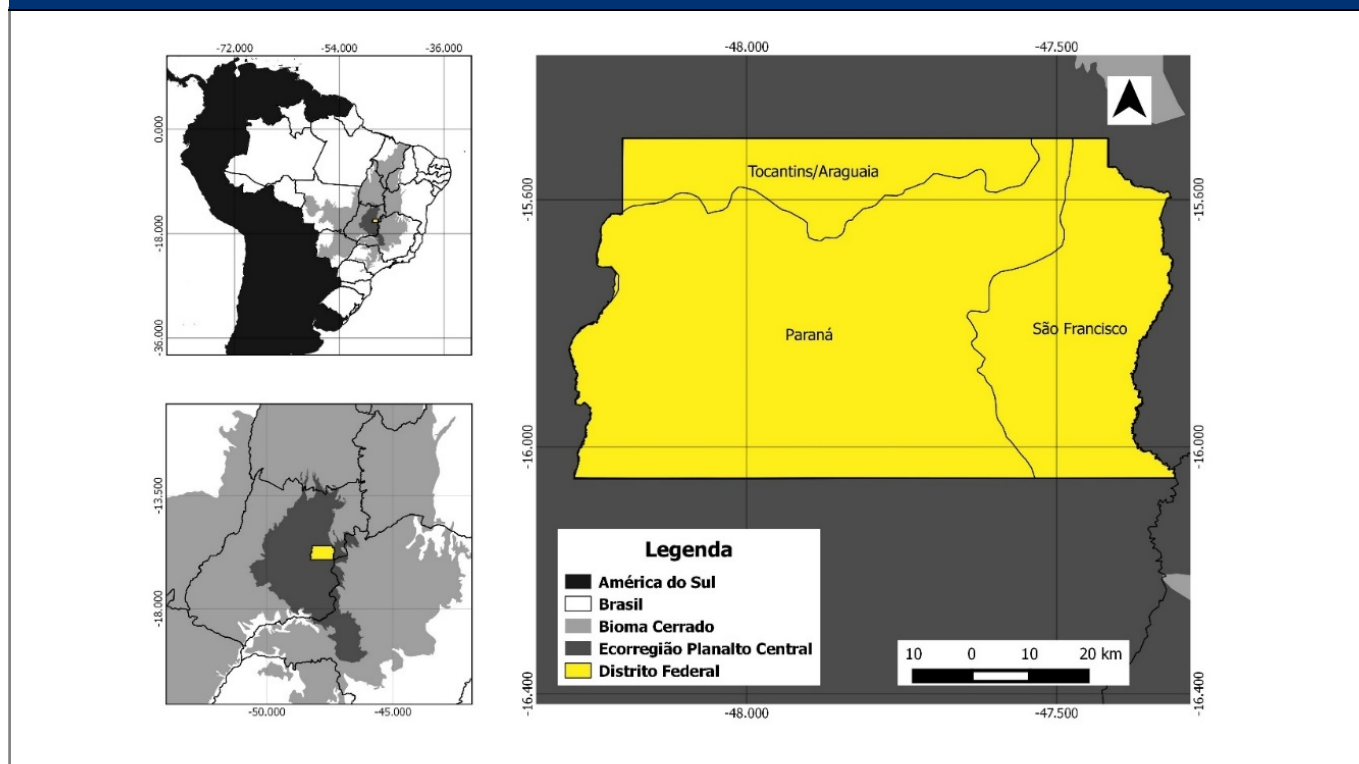 -72.000
-54.000
-36.000
0.000
-18.000
-36.000
-13.500
-18.000
-50.000
-45.000
-48.000
-47.500
-15.600
-16.000
-16.400
-15.600
-16.000
-16.400
-48.000
-47.500
Tocantins/Araguaia
Paraná
São Francisco
Legenda
América do Sul
Brasil
Bioma Cerrado
Ecorregião Planalto Central
Distrito Federal
10 0 10 20 km